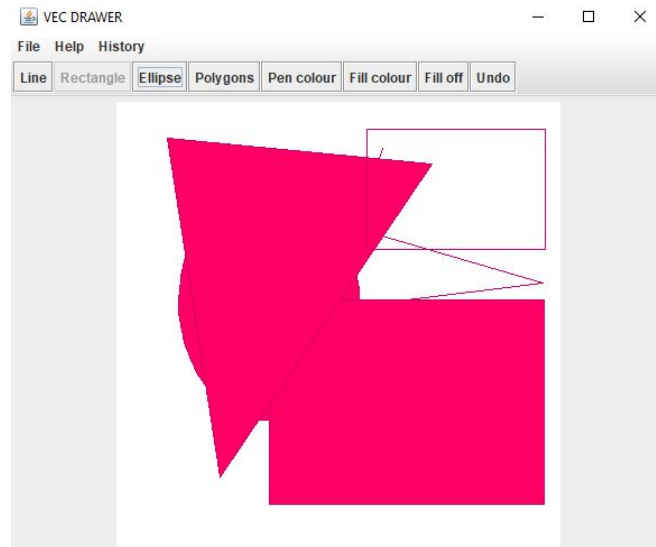 VEC DRAWER
File Help History
Line Rectangle Ellipse Polygons Pen colour Fill colour Fill off Undo